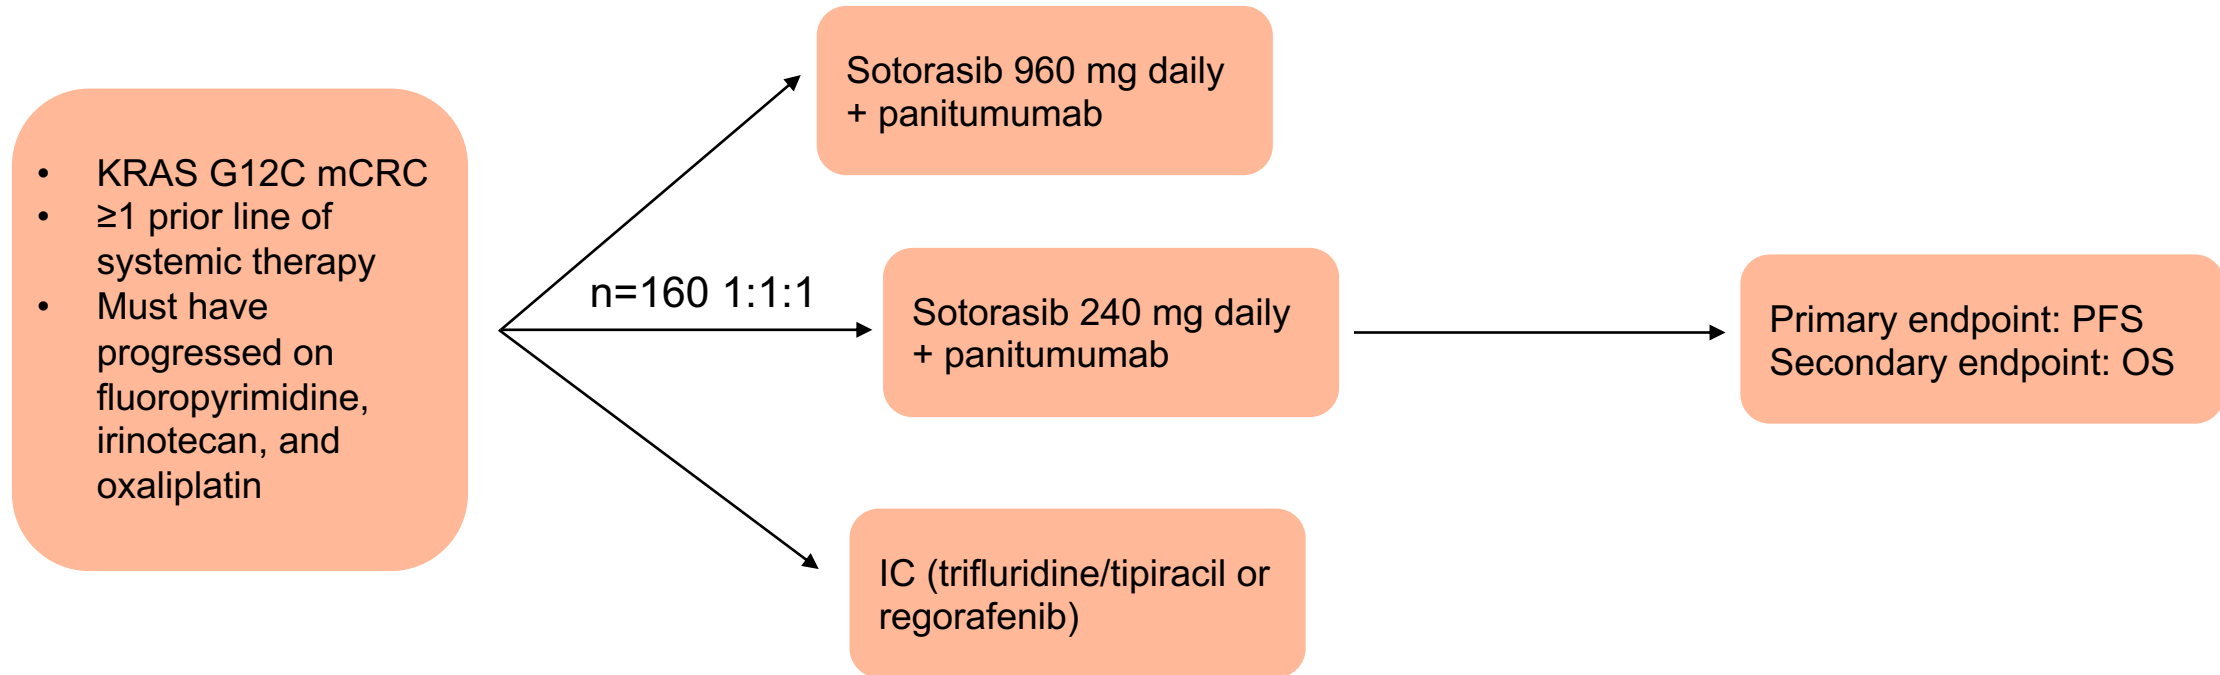 • KRAS G12C mCRC
• ≥1 prior line of
systemic therapy
• Must have
progressed on
fluoropyrimidine,
irinotecan, and
oxaliplatin
n=160 1:1:1
Sotorasib 960 mg daily
+ panitumumab
Sotorasib 240 mg daily
+ panitumumab
IC (trifluridine/tipiracil or
regorafenib)
Primary endpoint: PFS
Secondary endpoint: OS